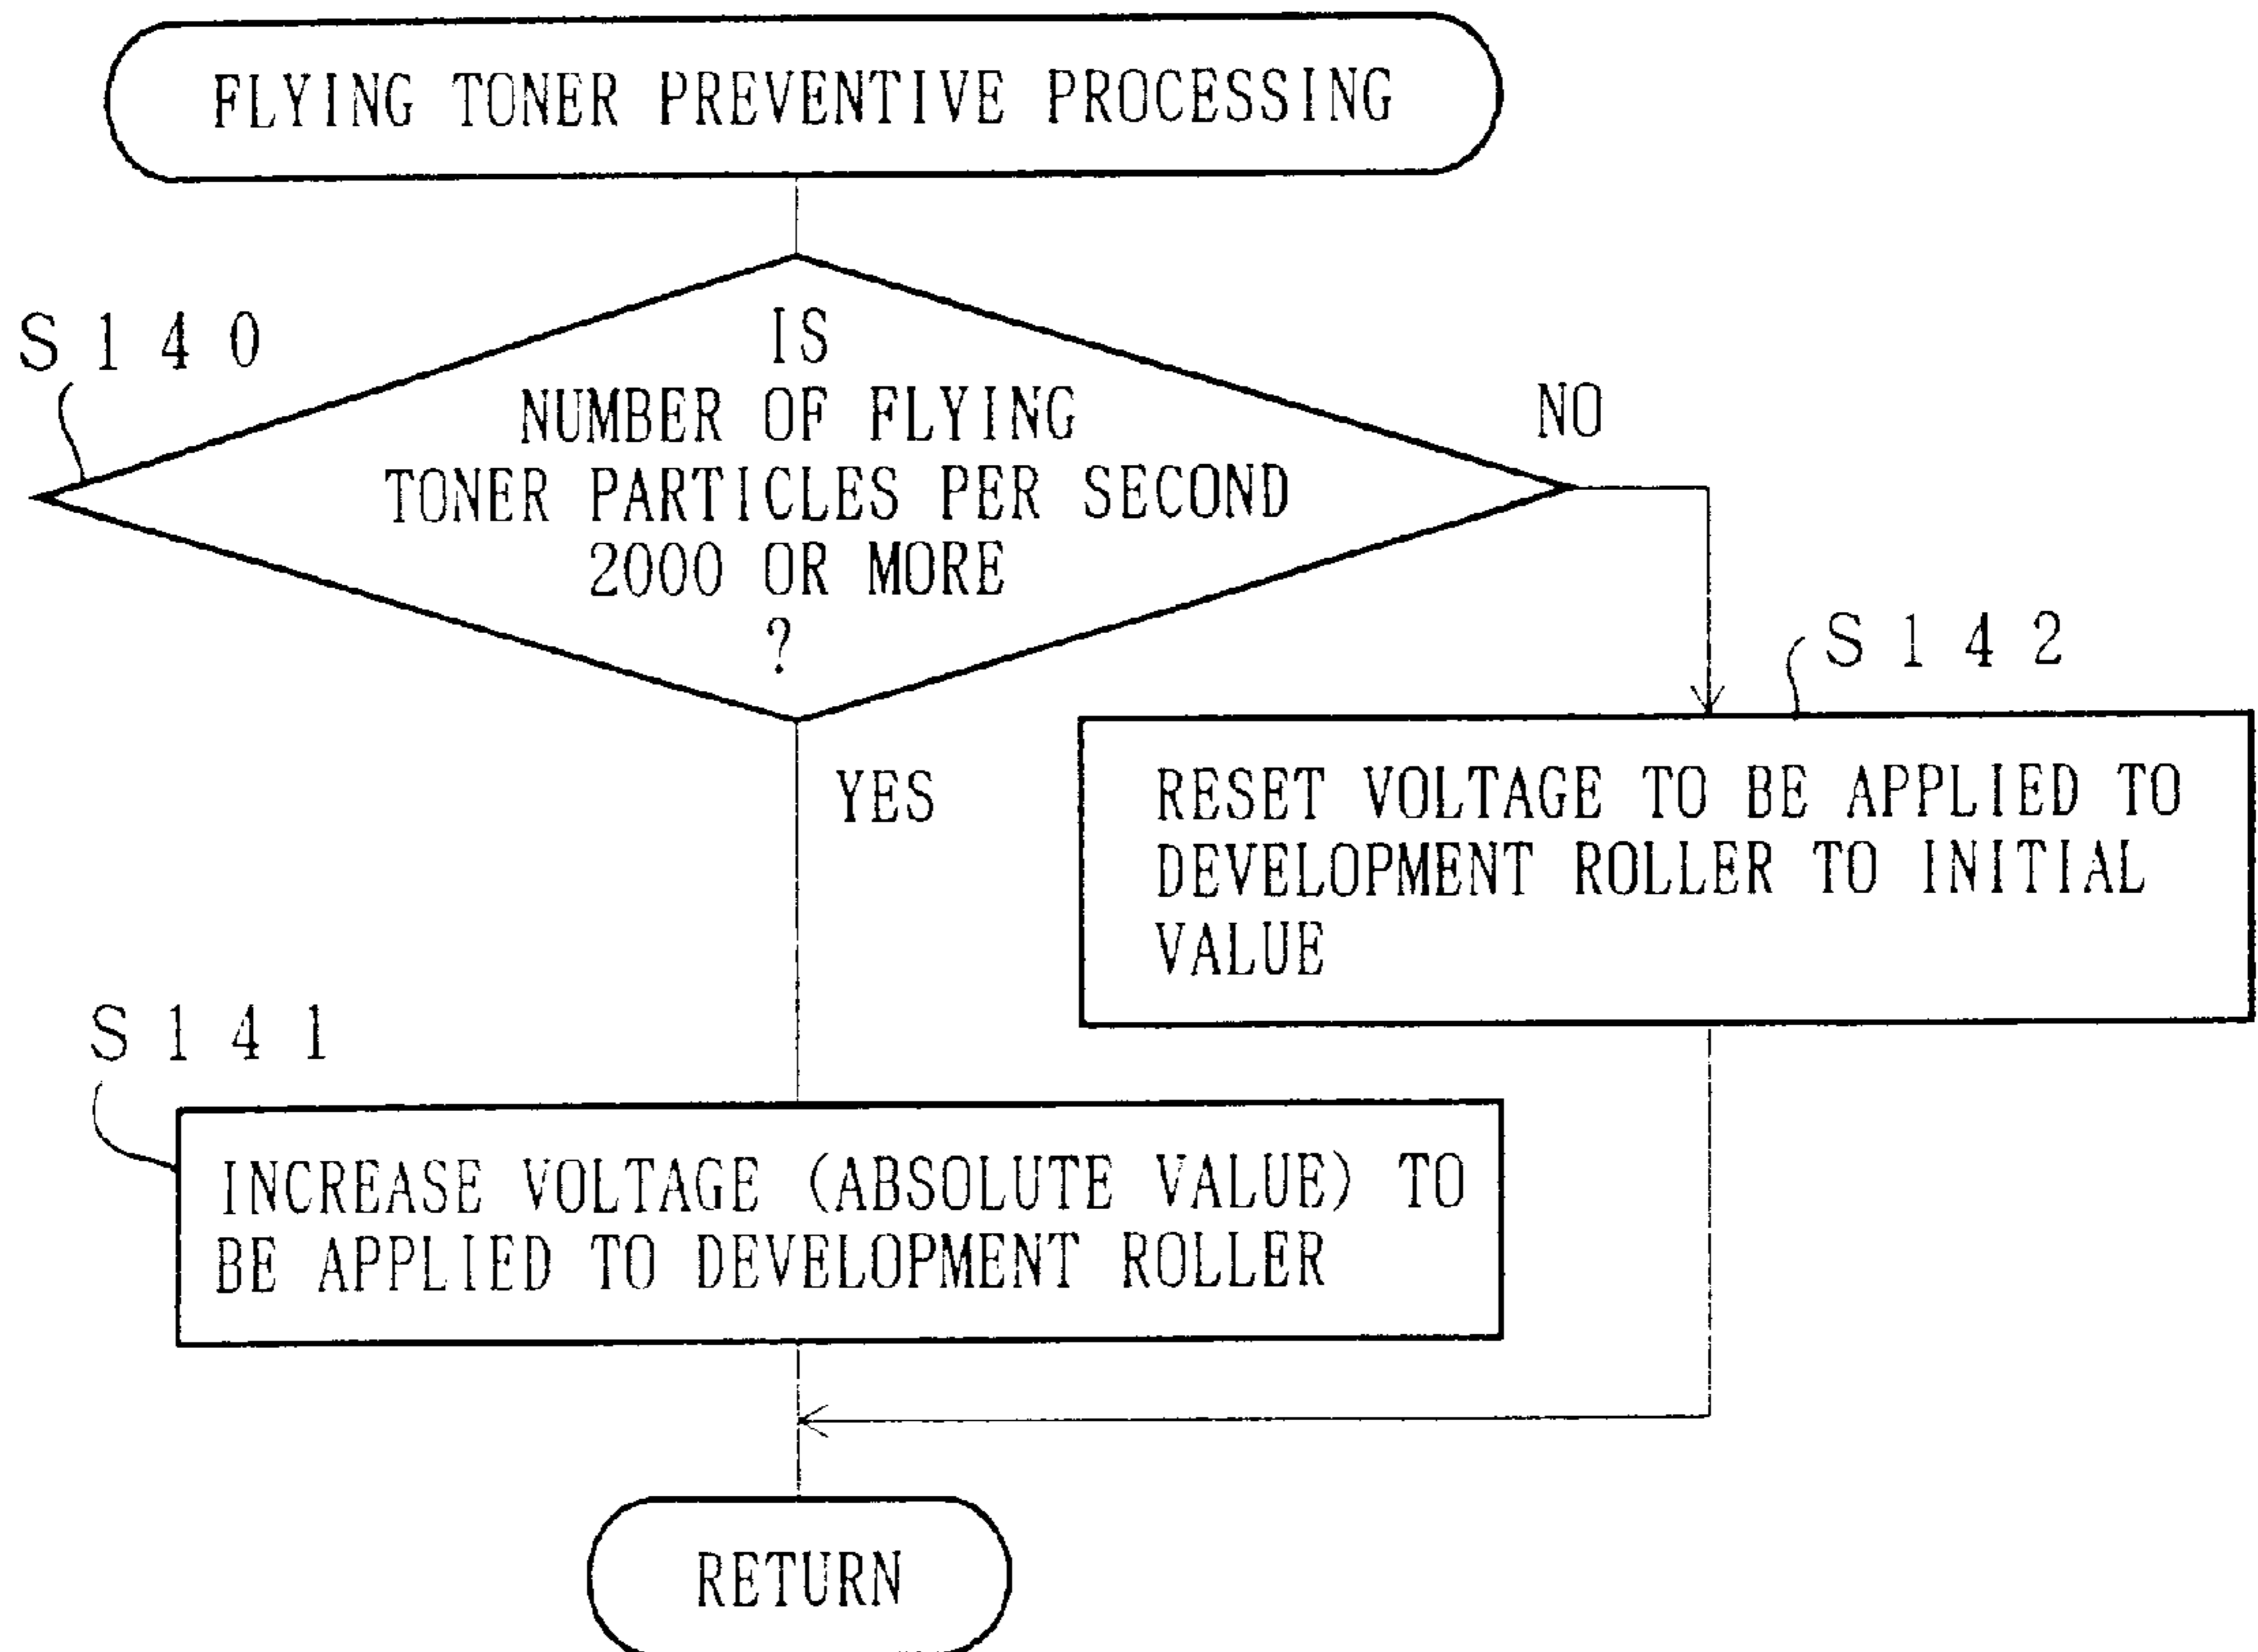 FLYING TONER PREVENTIVE PROCESSING
S140
IS
NUMBER OF FLYING
TONER PARTICLES PER SECOND
2000 OR MORE
?
NO
YES
S142
RESET VOLTAGE TO BE APPLIED TO
DEVELOPMENT ROLLER TO INITIAL
VALUE
S141
INCREASE VOLTAGE (ABSOLUTE VALUE) TO
BE APPLIED TO DEVELOPMENT ROLLER
RETURN